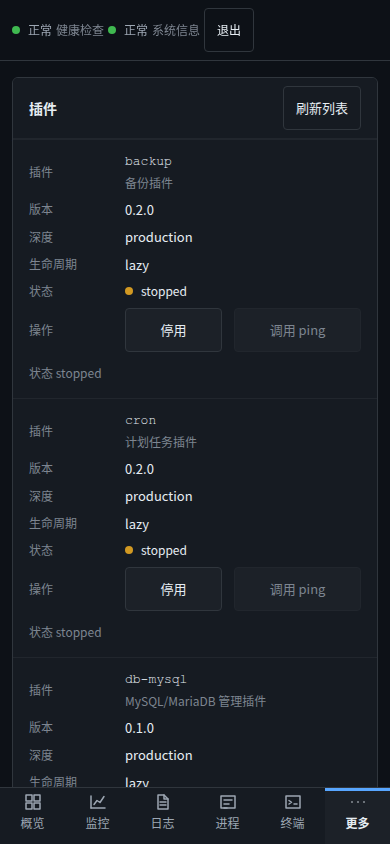 正常 健康检查 正常 系统信息 退出
插件 刷新列表
插件 backup
备份插件
版本 0.2.0
深度 production
生命周期 lazy
状态 stopped
操作 停用 调用 ping
状态 stopped
插件 cron
计划任务插件
版本 0.2.0
深度 production
生命周期 lazy
状态 stopped
操作 停用 调用 ping
状态 stopped
插件 db-mysql
MySQL/MariaDB 管理插件
版本 0.1.0
深度 production
生命周期 lazy
概览 监控 日志 进程 终端 更多